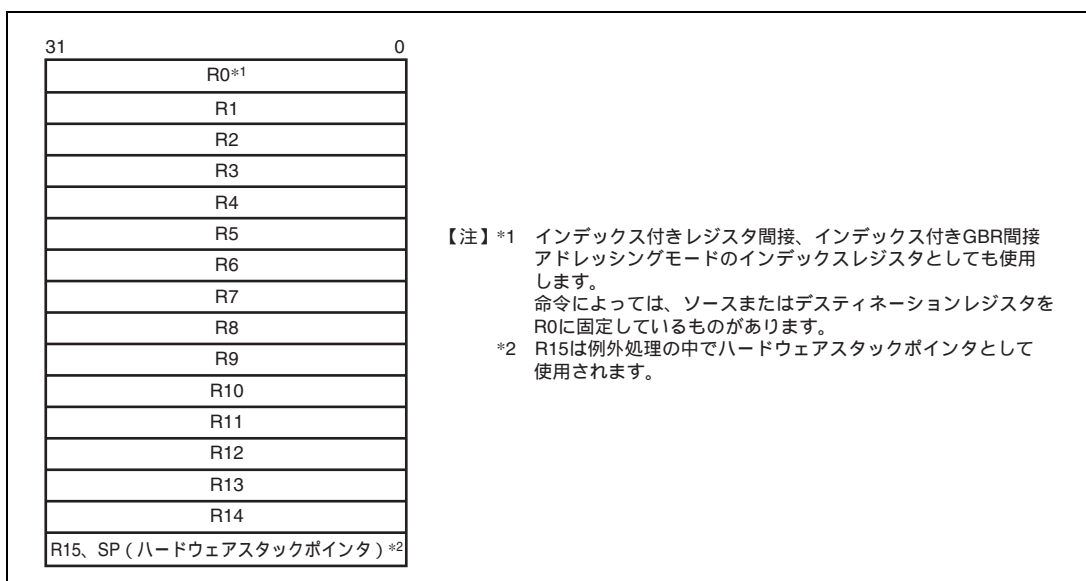 31 0
R0*1
R1
R2
R3
R4
R5
R6
R7
R8
R9
R10
R11
R12
R13
R14
R15、SP(ハードウェアスタックポインタ)*2
【注】*1 インデックス付きレジスタ間接、インデックス付きGBR間接
アドレッシングモードのインデックスレジスタとしても使用
します。
命令によっては、ソースまたはデスティネーションレジスタを
R0に固定しているものがあります。
*2 R15は例外処理の中でハードウェアスタックポインタとして
使用されます。